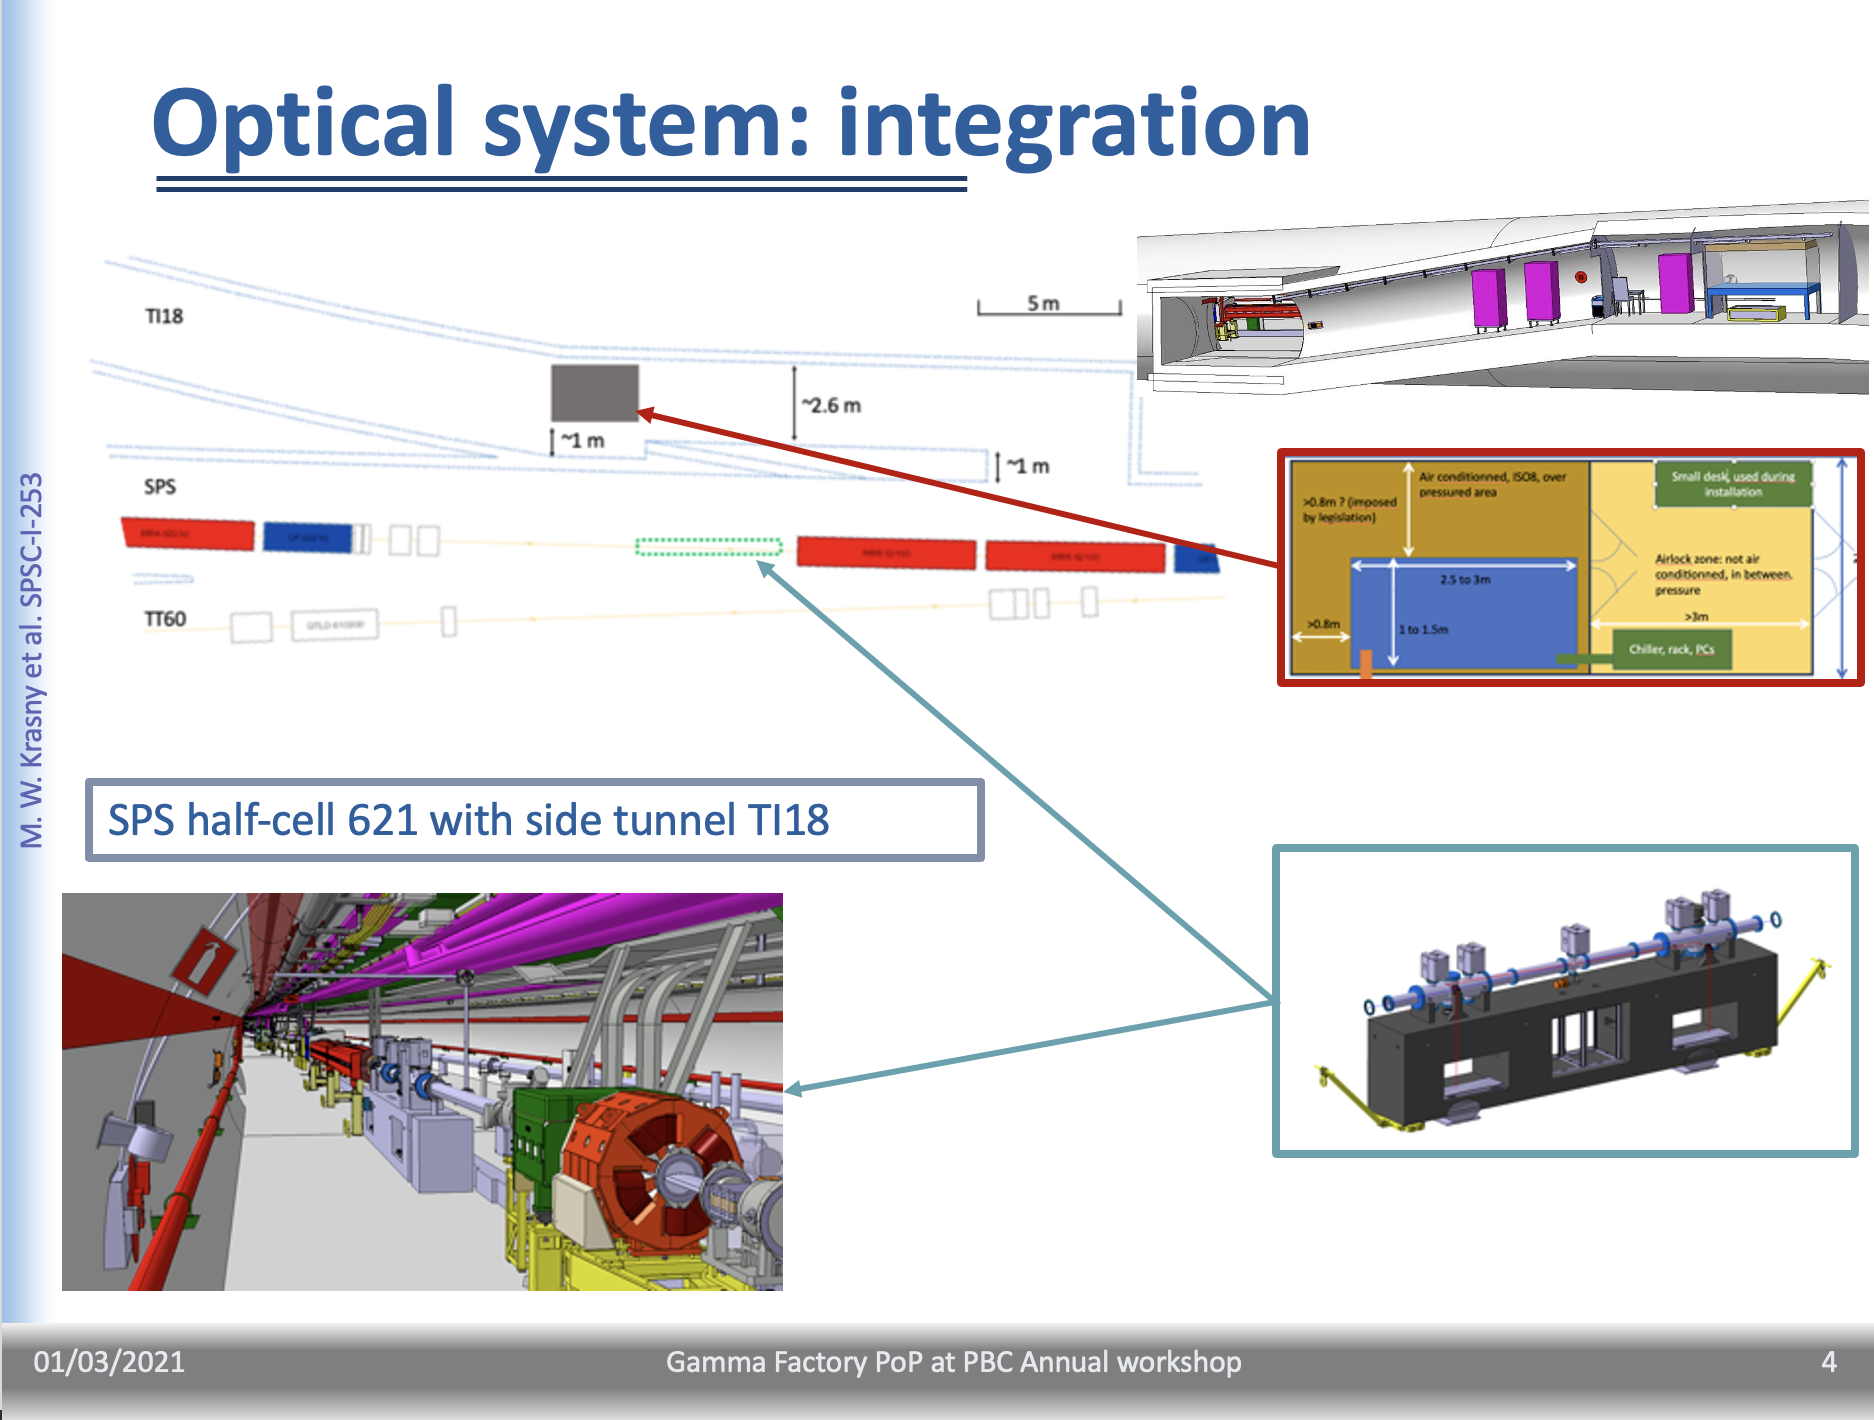 Optical system: integration
TI18
5 m
~2.6 m
~1 m
~1 m
SPS
TT60
Air conditionned, ISO8, over
pressured area
>0.8m ? (imposed
by legislation)
Small desk, used during
installation
2.5 to 3m
Airlock zone: not air
conditionned, in between
pressure
>0.8m
1 to 1.5m
>3m
Chiller, rack, PCs
M. W. Krasny et al. SPSC-I-253
SPS half-cell 621 with side tunnel TI18
01/03/2021
Gamma Factory PoP at PBC Annual workshop
4